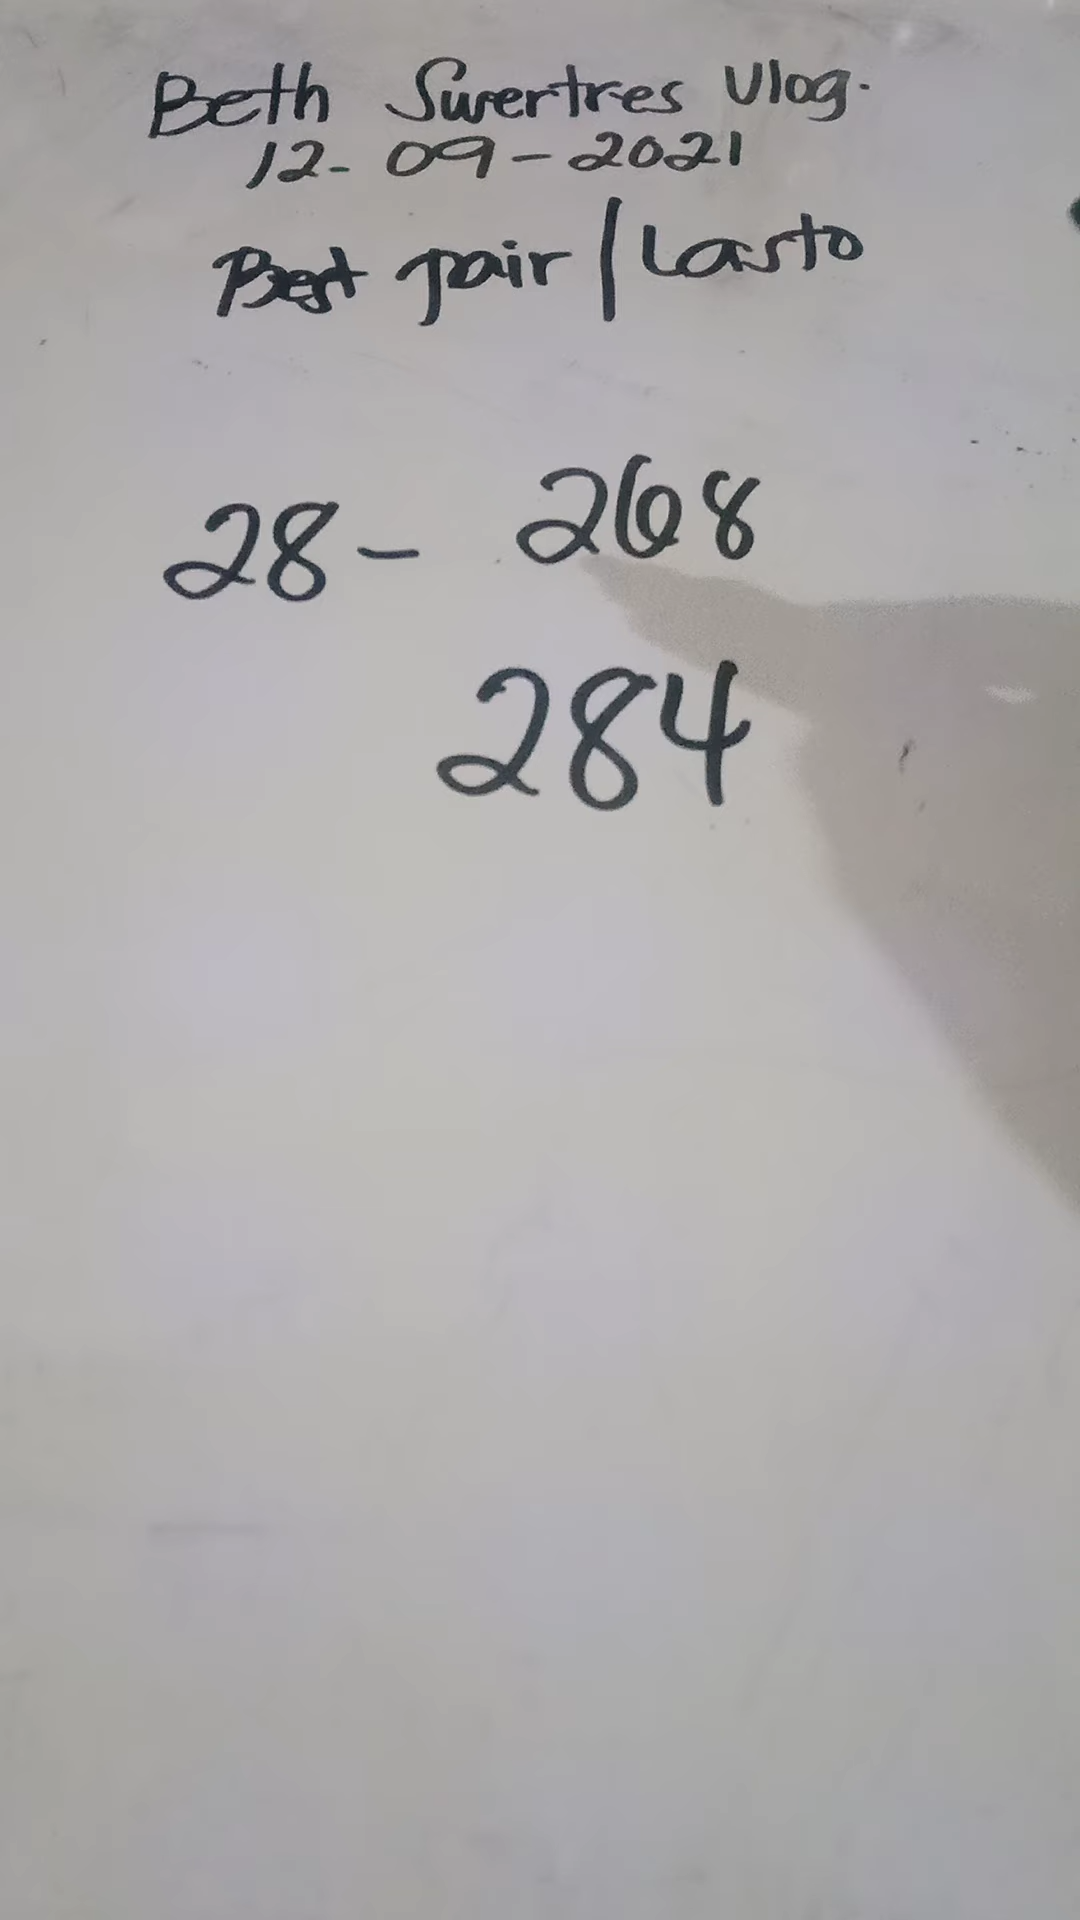 Beth Swertres Vlog.
12-09-2021
Best pair / Lasto
28- 268
284